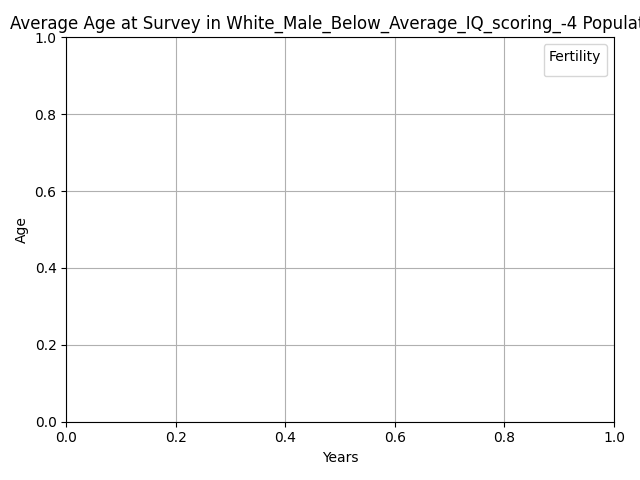 Average Age at Survey in White_Male_Below_Average_IQ_scoring_-4 Populat
Fertility
1.0
0.8
0.6
0.4
0.2
0.0
Age
0.0 0.2 0.4 0.6 0.8 1.0
Years